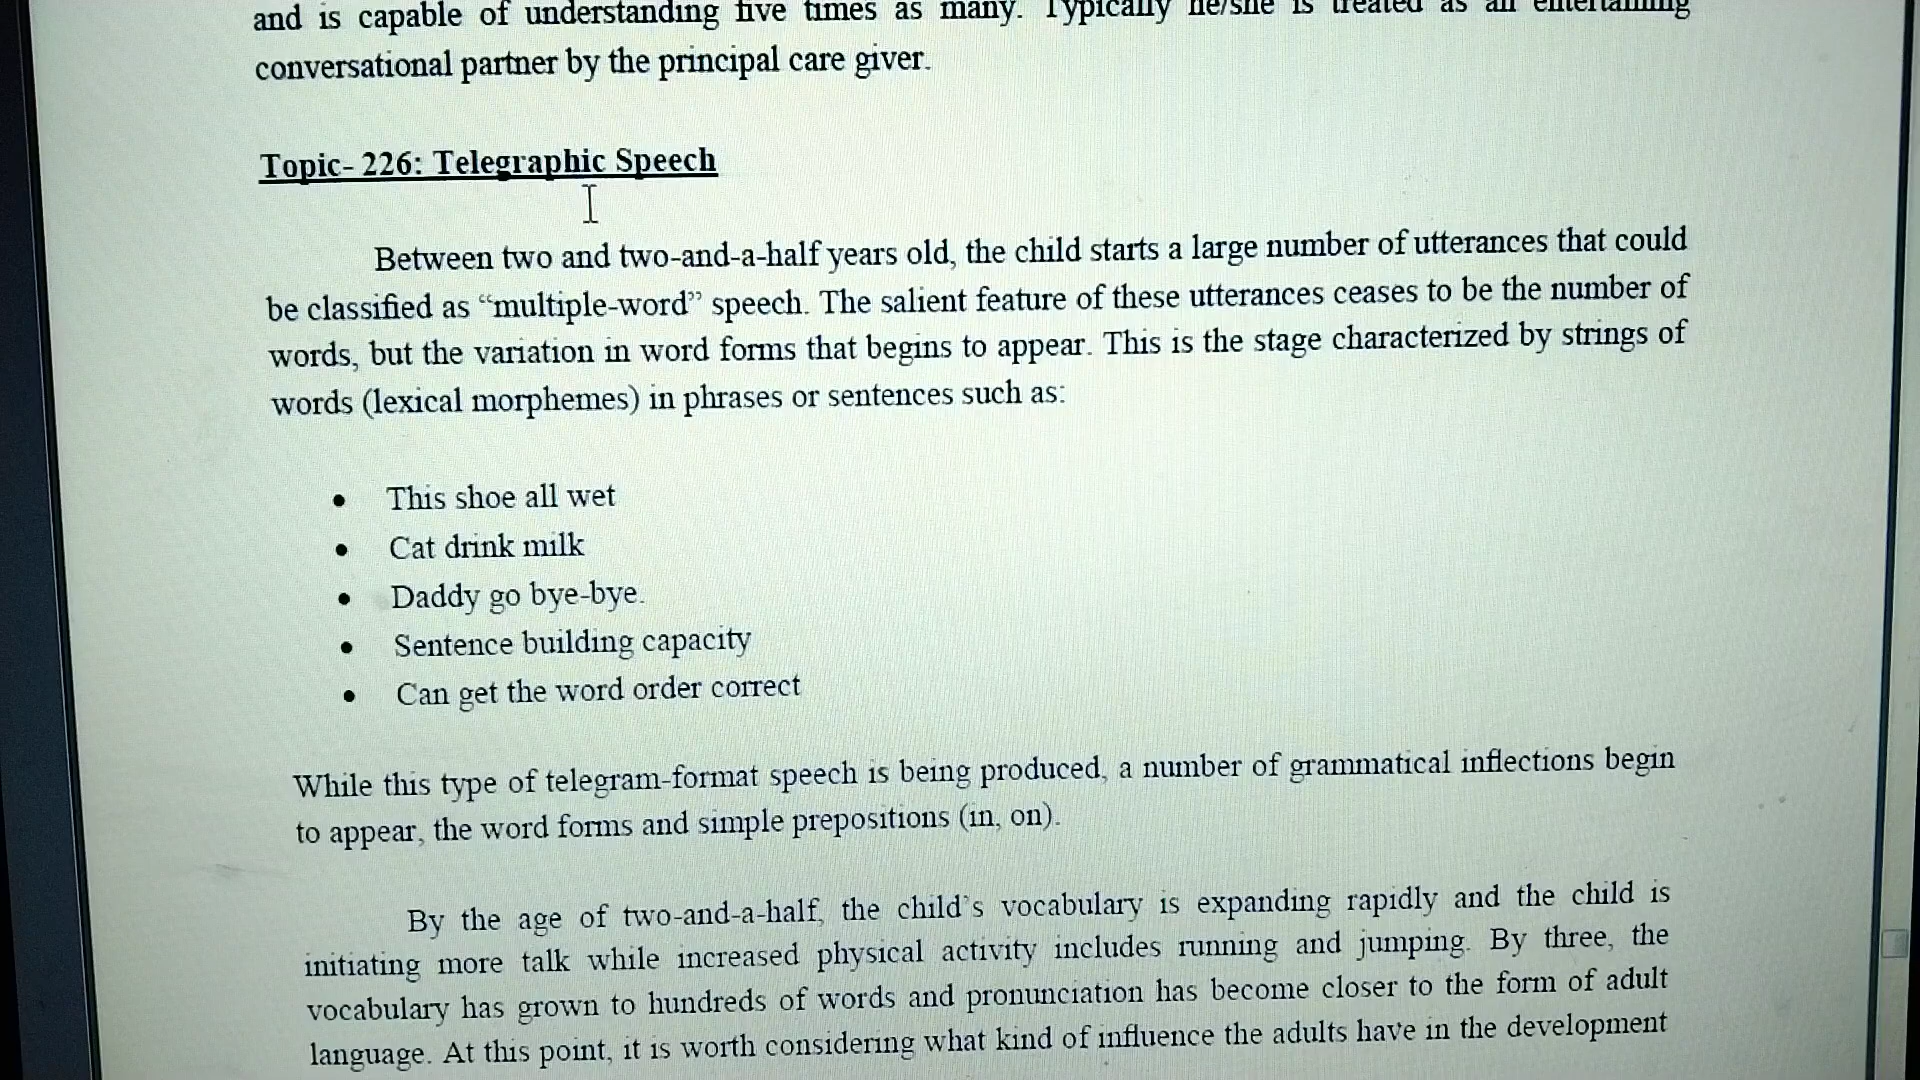 and is capable of understanding five times as many. Typically he/she is treated as an entertaining
conversational partner by the principal care giver.
Topic- 226: Telegraphic Speech
Between two and two-and-a-half years old, the child starts a large number of utterances that could
be classified as “multiple-word” speech. The salient feature of these utterances ceases to be the number of
words, but the variation in word forms that begins to appear. This is the stage characterized by strings of
words (lexical morphemes) in phrases or sentences such as:
• This shoe all wet
• Cat drink milk
• Daddy go bye-bye.
• Sentence building capacity
• Can get the word order correct
While this type of telegram-format speech is being produced, a number of grammatical inflections begin
to appear, the word forms and simple prepositions (in, on).
By the age of two-and-a-half, the child's vocabulary is expanding rapidly and the child is
initiating more talk while increased physical activity includes running and jumping. By three, the
vocabulary has grown to hundreds of words and pronunciation has become closer to the form of adult
language. At this point, it is worth considering what kind of influence the adults have in the development